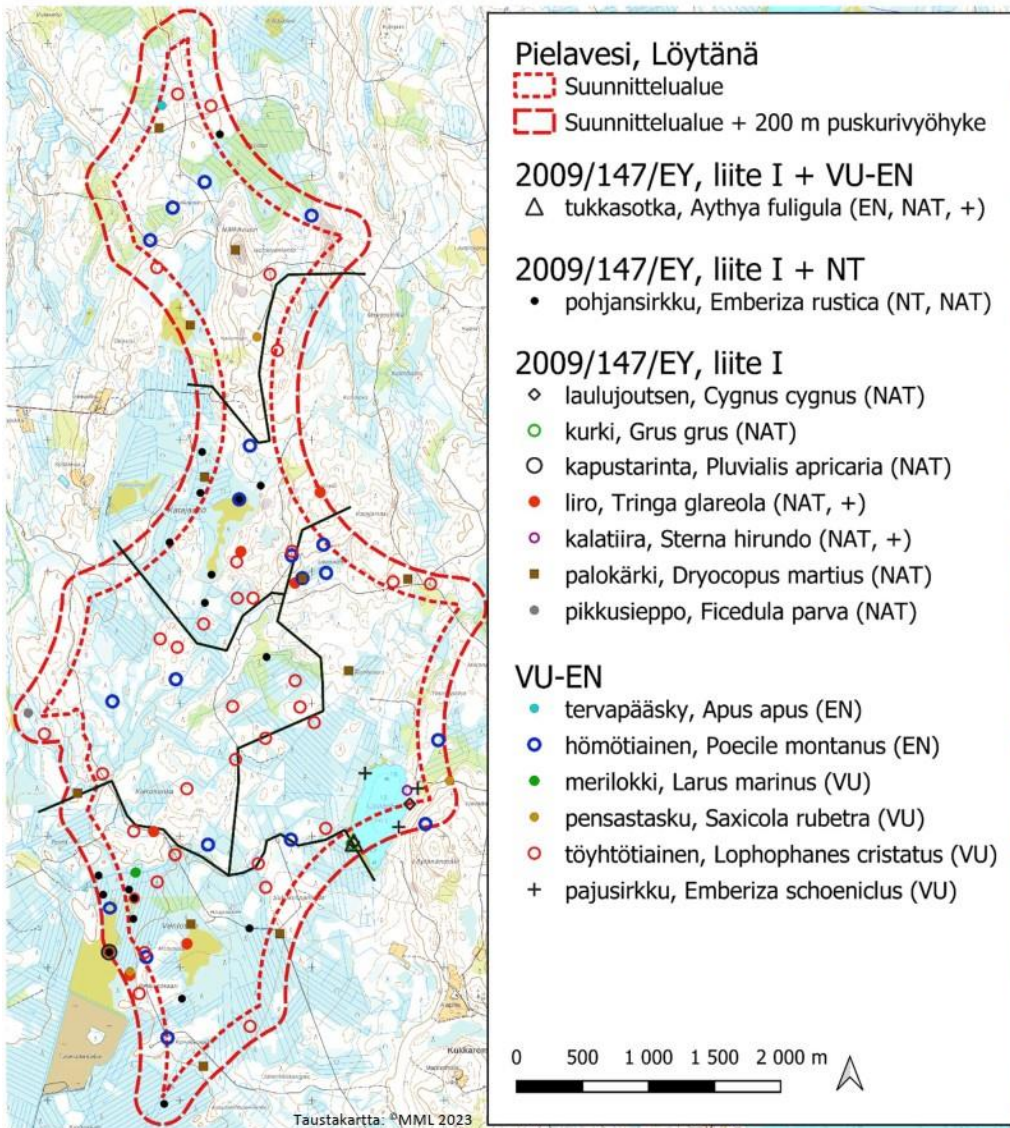 Pielavesi, Löytänä
Suunnittelualue
Suunnittelualue + 200 m puskurivyöhyke
2009/147/EY, liite I + VU-EN
tukkasotka, Aythya fuligula (EN, NAT, +)
2009/147/EY, liite I + NT
pohjansirkku, Emberiza rustica (NT, NAT)
2009/147/EY, liite I
laulujoutsen, Cygnus cygnus (NAT)
kurki, Grus grus (NAT)
kapustarinta, Pluvialis apricaria (NAT)
liro, Tringa glareola (NAT, +)
kalatiira, Sterna hirundo (NAT, +)
palokärki, Dryocopus martius (NAT)
pikkusieppo, Ficedula parva (NAT)
VU-EN
tervapääsky, Apus apus (EN)
hömötiainen, Poecile montanus (EN)
merilokki, Larus marinus (VU)
pensastasku, Saxicola rubetra (VU)
töyhtötiainen, Lophophanes cristatus (VU)
pajusirkku, Emberiza schoeniclus (VU)
0 500 1 000 1 500 2 000 m
Taustakartta: ©MML 2023